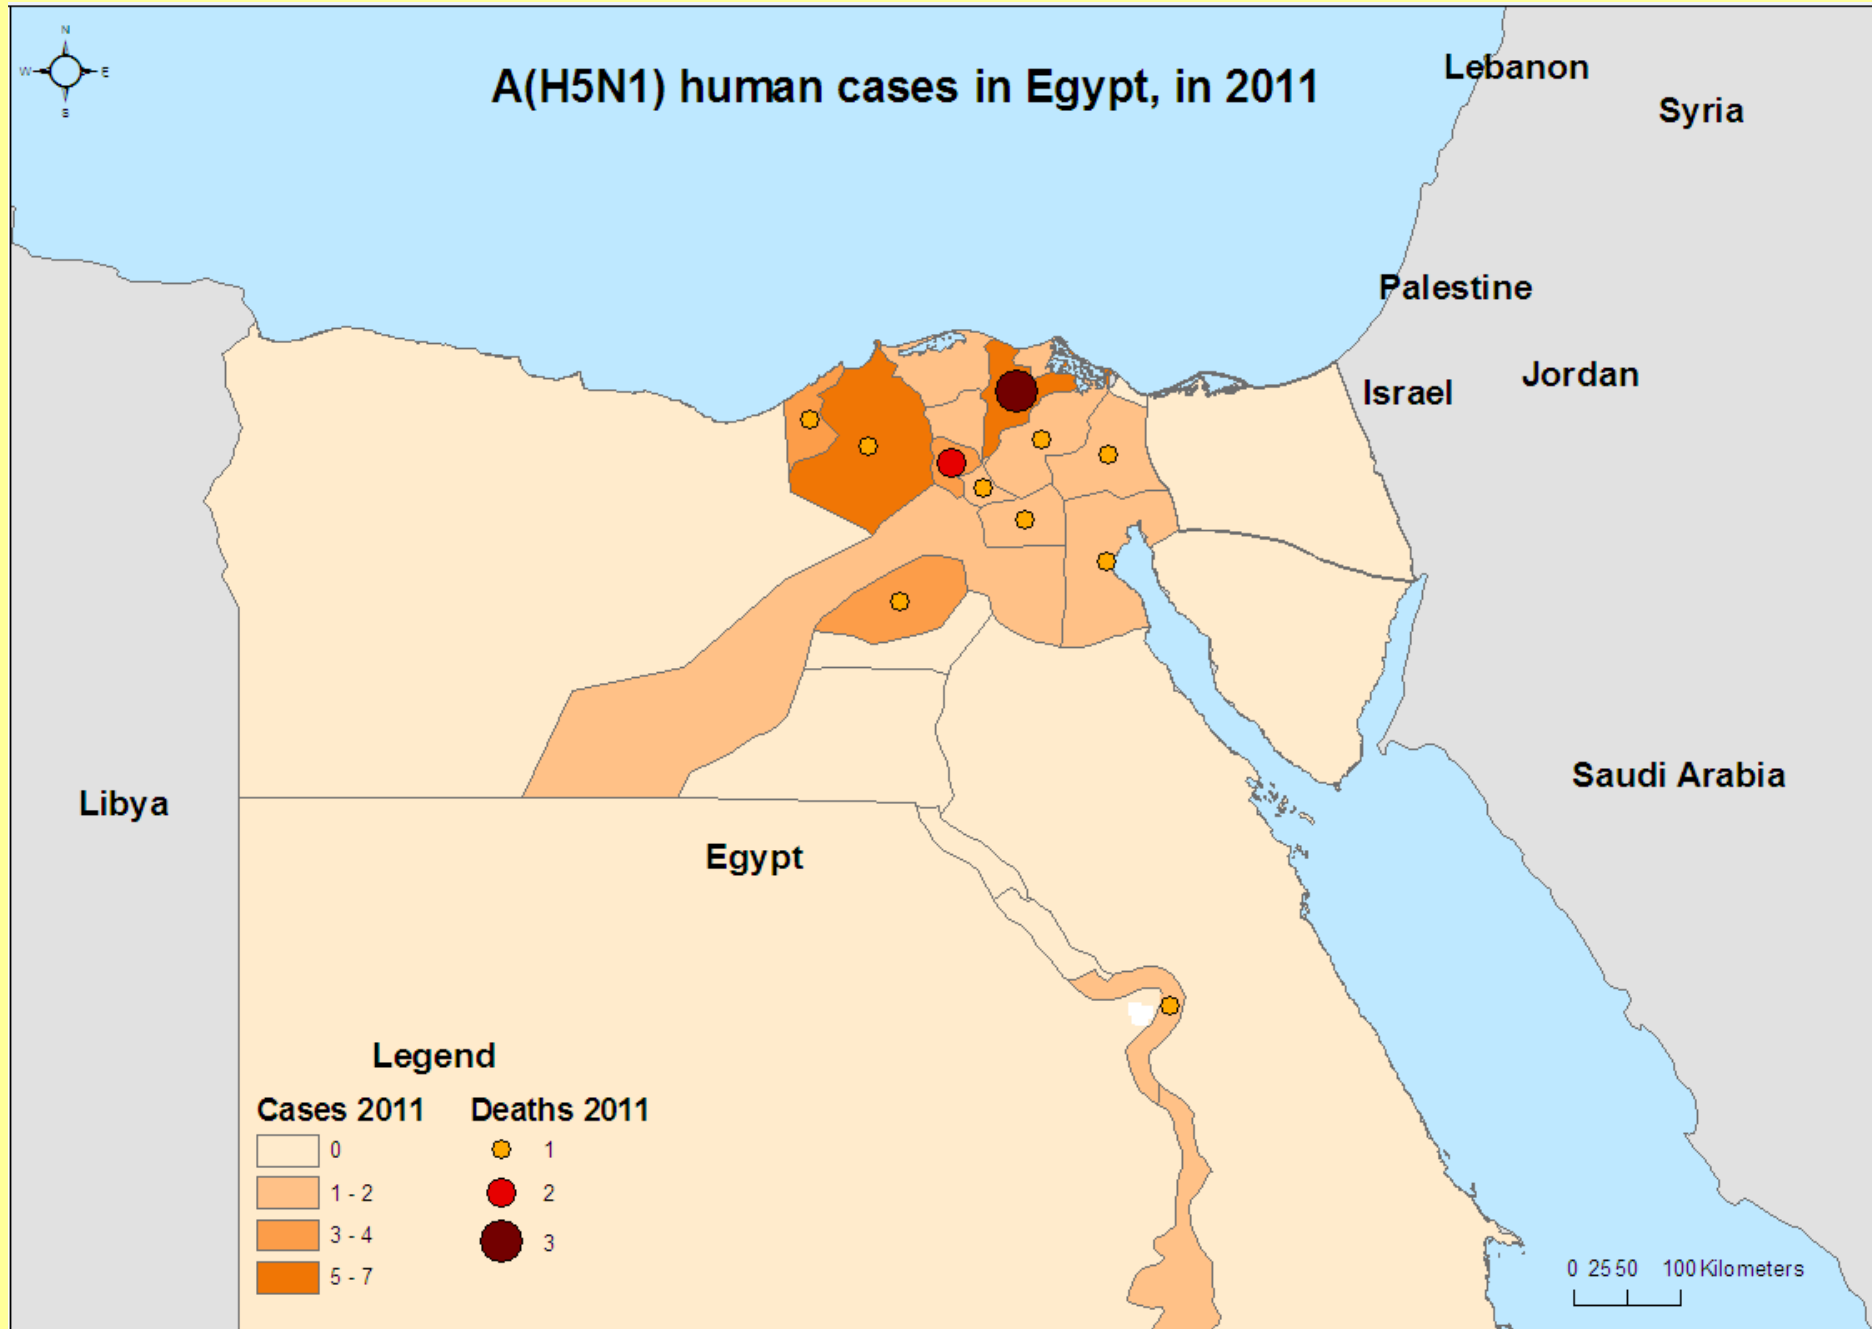 N
W E
S
A(H5N1) human cases in Egypt, in 2011
Lebanon
Syria
Palestine
Jordan
Israel
Saudi Arabia
Libya
Egypt
Legend
Cases 2011
0
1 - 2
3 - 4
5 - 7
Deaths 2011
1
2
3
0 25 50 100 Kilometers